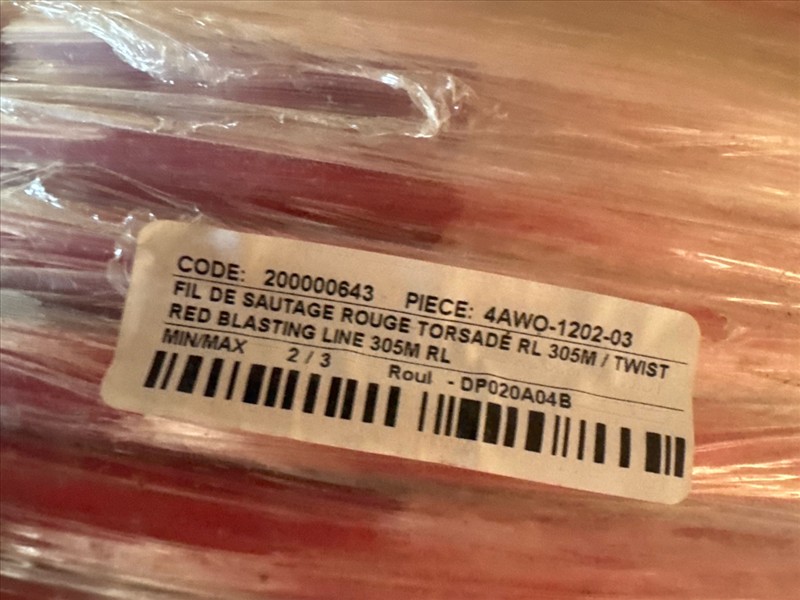 CODE: 200000643 PIECE: 4AWO-1202-03
FIL DE SAUTAGE ROUGE TORSADÉ RL 305M / TWIST
RED BLASTING LINE 305M RL
MIN/MAX 2 / 3 Roul - DP020A04B